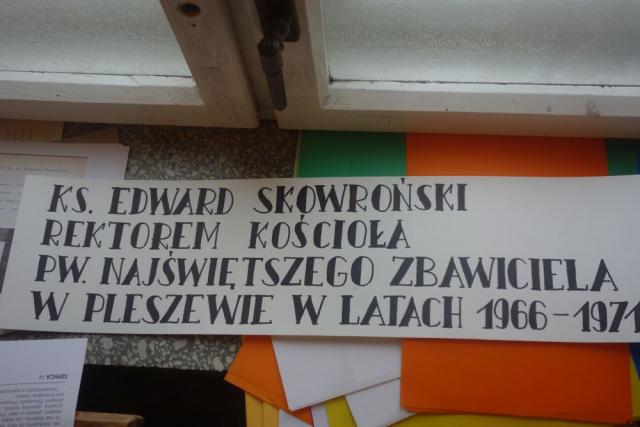 KS. EDWARD SKOWROŃSKI
REKTOREM KOŚCIOŁA
PW. NAJŚWIĘTSZEGO ZBAWICIELA
W PLESZEWIE W LATACH 1966-1971